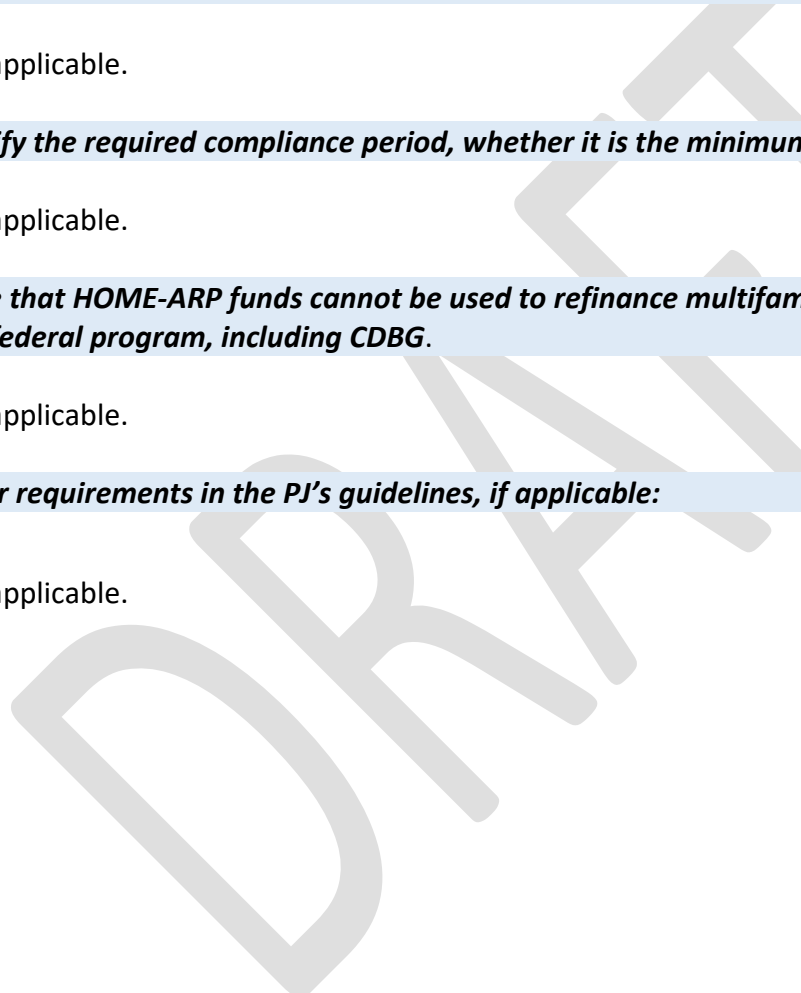 applicable.
ify the required compliance period, whether it is the minimum
applicable.
e that HOME-ARP funds cannot be used to refinance multifam
federal program, including CDBG.
applicable.
r requirements in the PJ's guidelines, if applicable:
applicable.
DRAFT